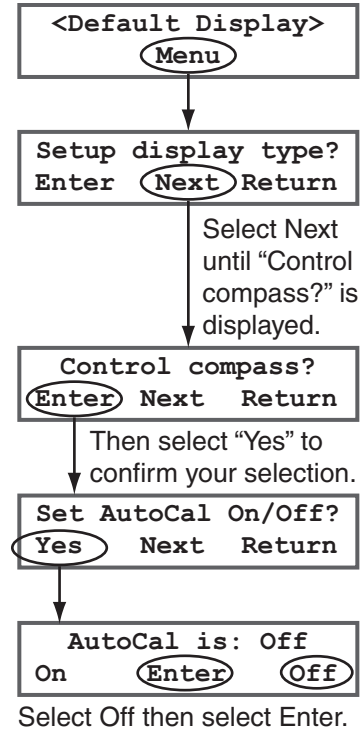 <Default Display>
Menu
Setup display type?
Enter Next Return
Select Next
until “Control
compass?” is
displayed.
Control compass?
Enter Next Return
Then select “Yes” to
confirm your selection.
Set AutoCal On/Off?
Yes Next Return
AutoCal is: Off
On Enter Off
Select Off then select Enter.